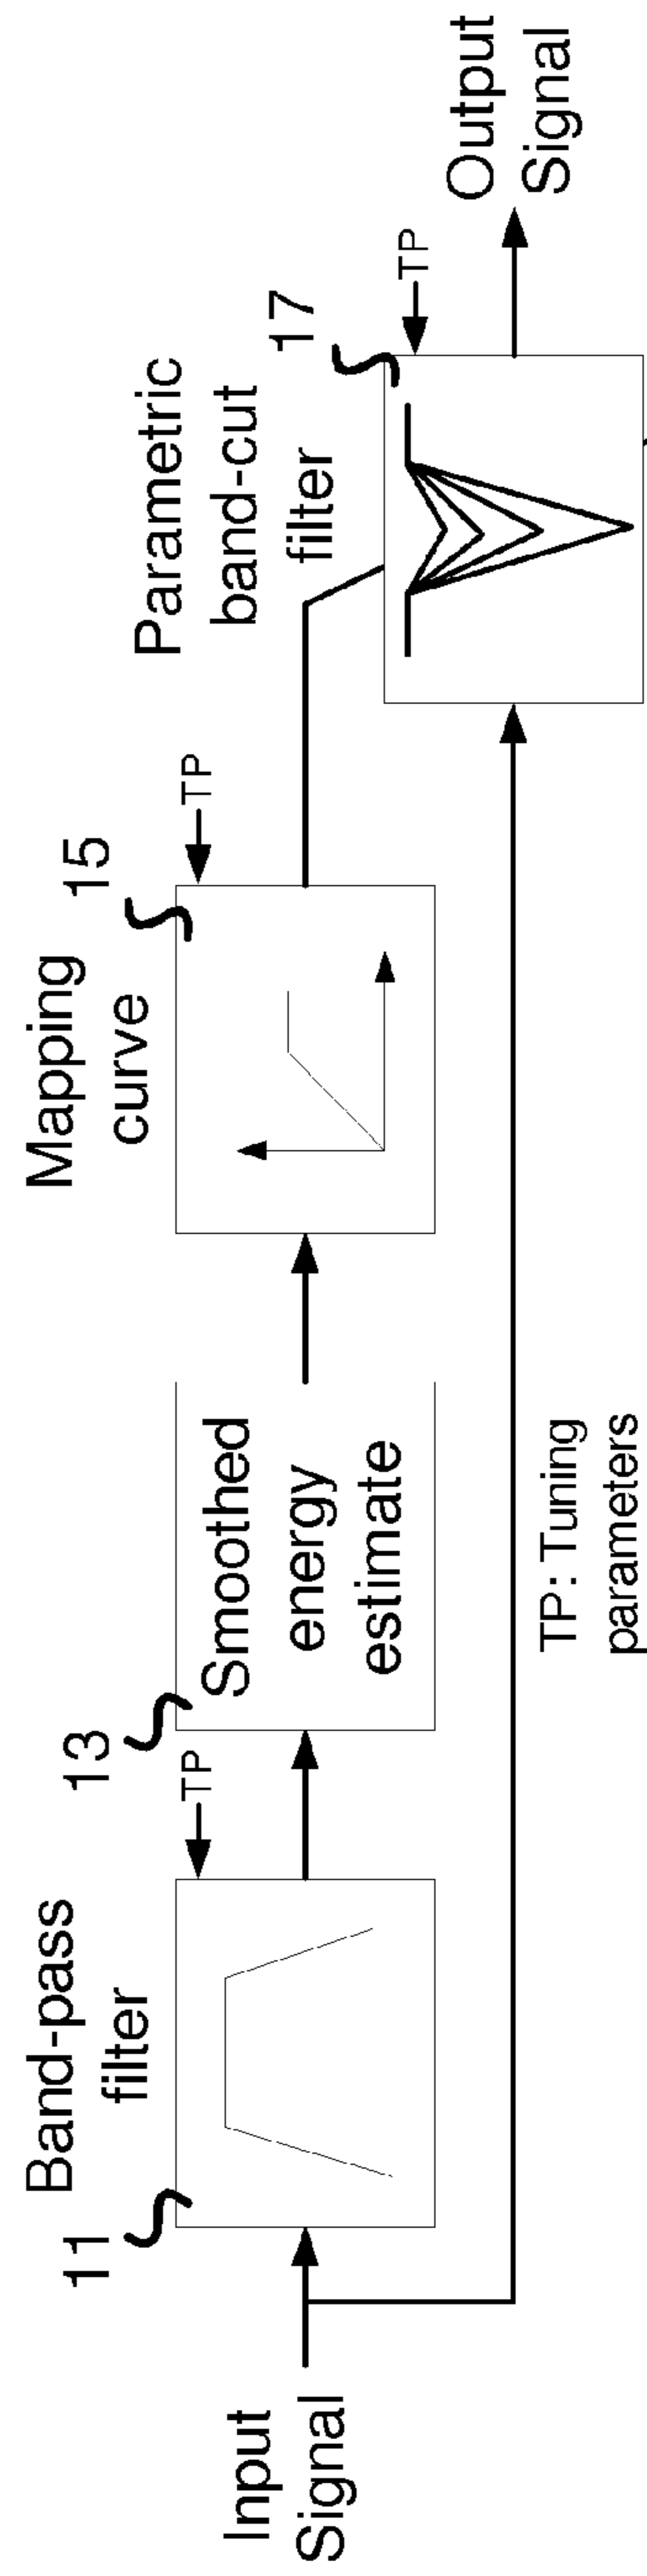 Input
Signal
11
Band-pass
filter
TP
13
Smoothed
energy
estimate
Mapping
curve
15
TP
Parametric
band-cut
filter
17
TP
Output
Signal
TP: Tuning
parameters